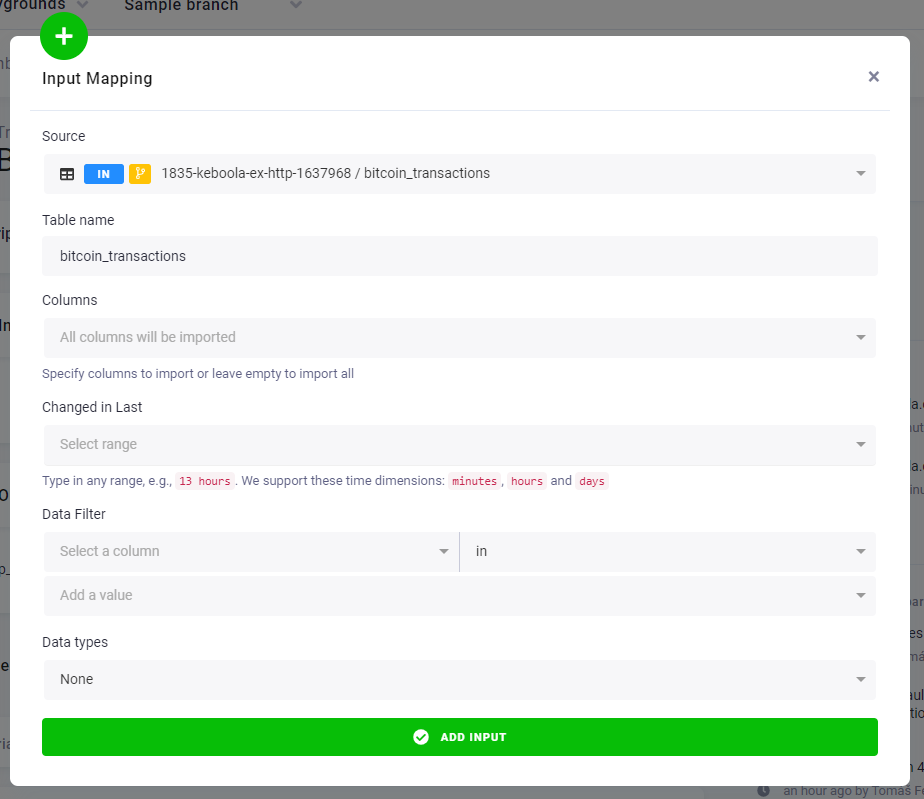 Sample branch
Input Mapping
Source
IN 1835-keboola-ex-http-1637968 / bitcoin_transactions
Table name
bitcoin_transactions
Columns
All columns will be imported
Specify columns to import or leave empty to import all
Changed in Last
Select range
Type in any range, e.g., 13 hours . We support these time dimensions: minutes , hours and days
Data Filter
Select a column in
Add a value
Data types
None
ADD INPUT
an hour ago by Tomas